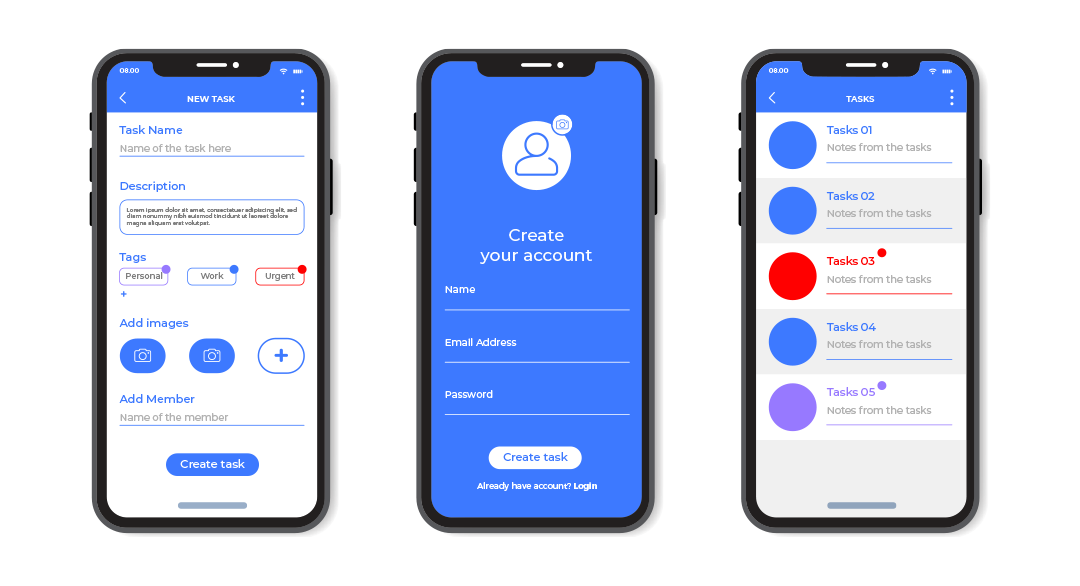 08.00
NEW TASK
Task Name
Name of the task here
Description
Lorem ipsum dolor sit amet, consectetuer adipiscing elit, sed
diem nonummy nibh euismod tincidunt ut laoreet dolore
magna aliquam erat volutpat.
Tags
Personal
Work
Urgent
+
Add images
Add Member
Name of the member
Create task
Create
your account
Name
Email Address
Password
Create task
Already have account? Login
08.00
TASKS
Tasks 01
Notes from the tasks
Tasks 02
Notes from the tasks
Tasks 03
Notes from the tasks
Tasks 04
Notes from the tasks
Tasks 05
Notes from the tasks